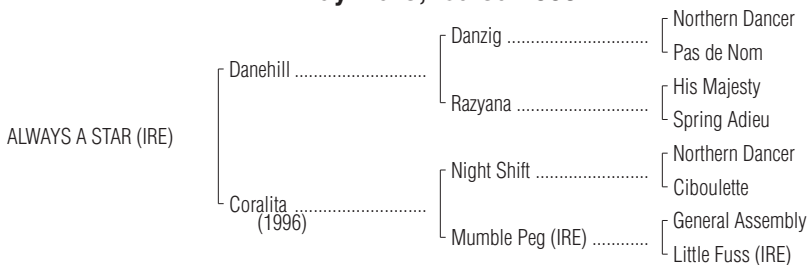 Northern Dancer
Danzig
Pas de Nom
Danehill
His Majesty
Razyana
Spring Adieu
ALWAYS A STAR (IRE)
Northern Dancer
Night Shift
Ciboulette
Coralita
(1996)
General Assembly
Mumble Peg (IRE)
Little Fuss (IRE)